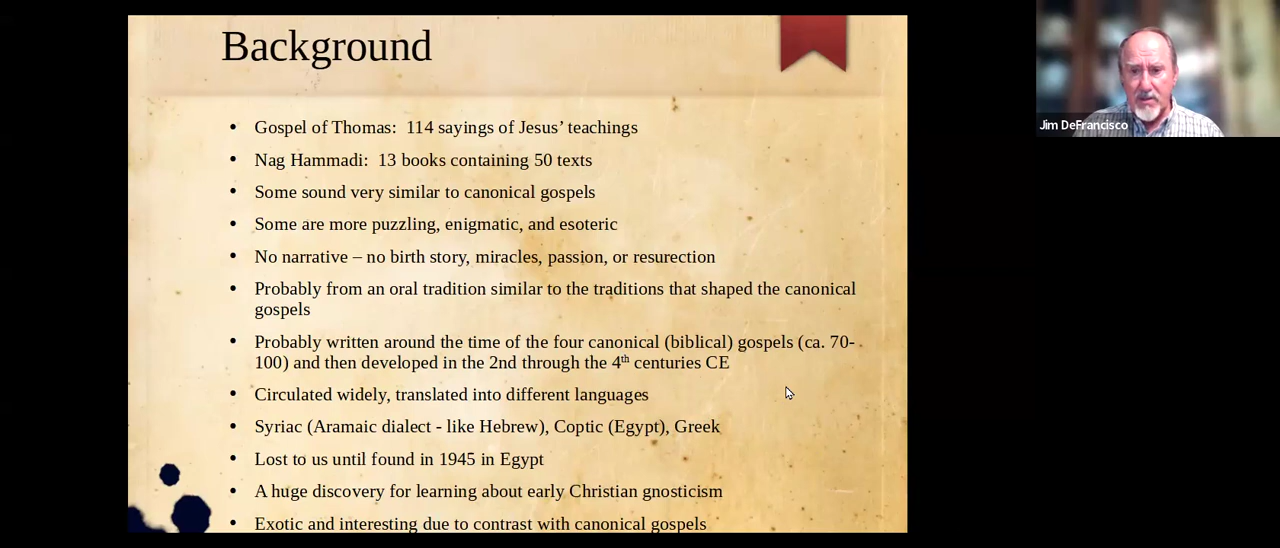 Background
• Gospel of Thomas:  114 sayings of Jesus’ teachings
• Nag Hammadi:  13 books containing 50 texts
• Some sound very similar to canonical gospels
• Some are more puzzling, enigmatic, and esoteric
• No narrative – no birth story, miracles, passion, or resurection
• Probably from an oral tradition similar to the traditions that shaped the canonical
gospels
• Probably written around the time of the four canonical (biblical) gospels (ca. 70-
100) and then developed in the 2nd through the 4th centuries CE
• Circulated widely, translated into different languages
• Syriac (Aramaic dialect - like Hebrew), Coptic (Egypt), Greek
• Lost to us until found in 1945 in Egypt
• A huge discovery for learning about early Christian gnosticism
• Exotic and interesting due to contrast with canonical gospels
Jim DeFrancisco